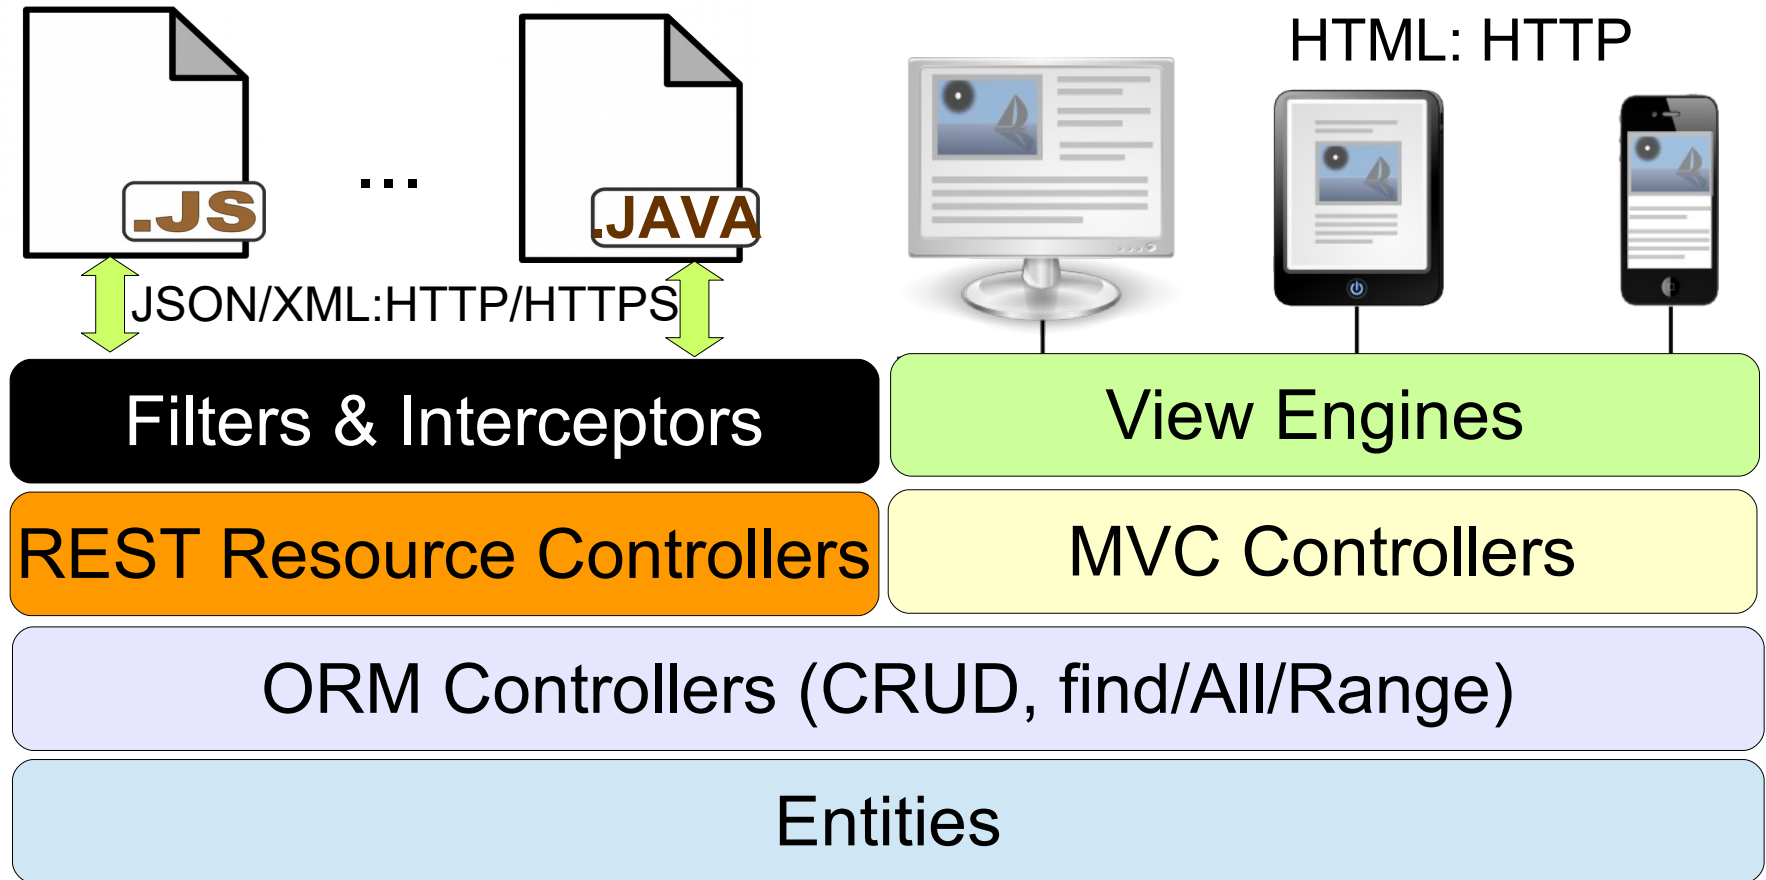 HTML: HTTP
.JS
...
.JAVA
JSON/XML:HTTP/HTTPS
Filters & Interceptors
View Engines
REST Resource Controllers
MVC Controllers
ORM Controllers (CRUD, find/All/Range)
Entities